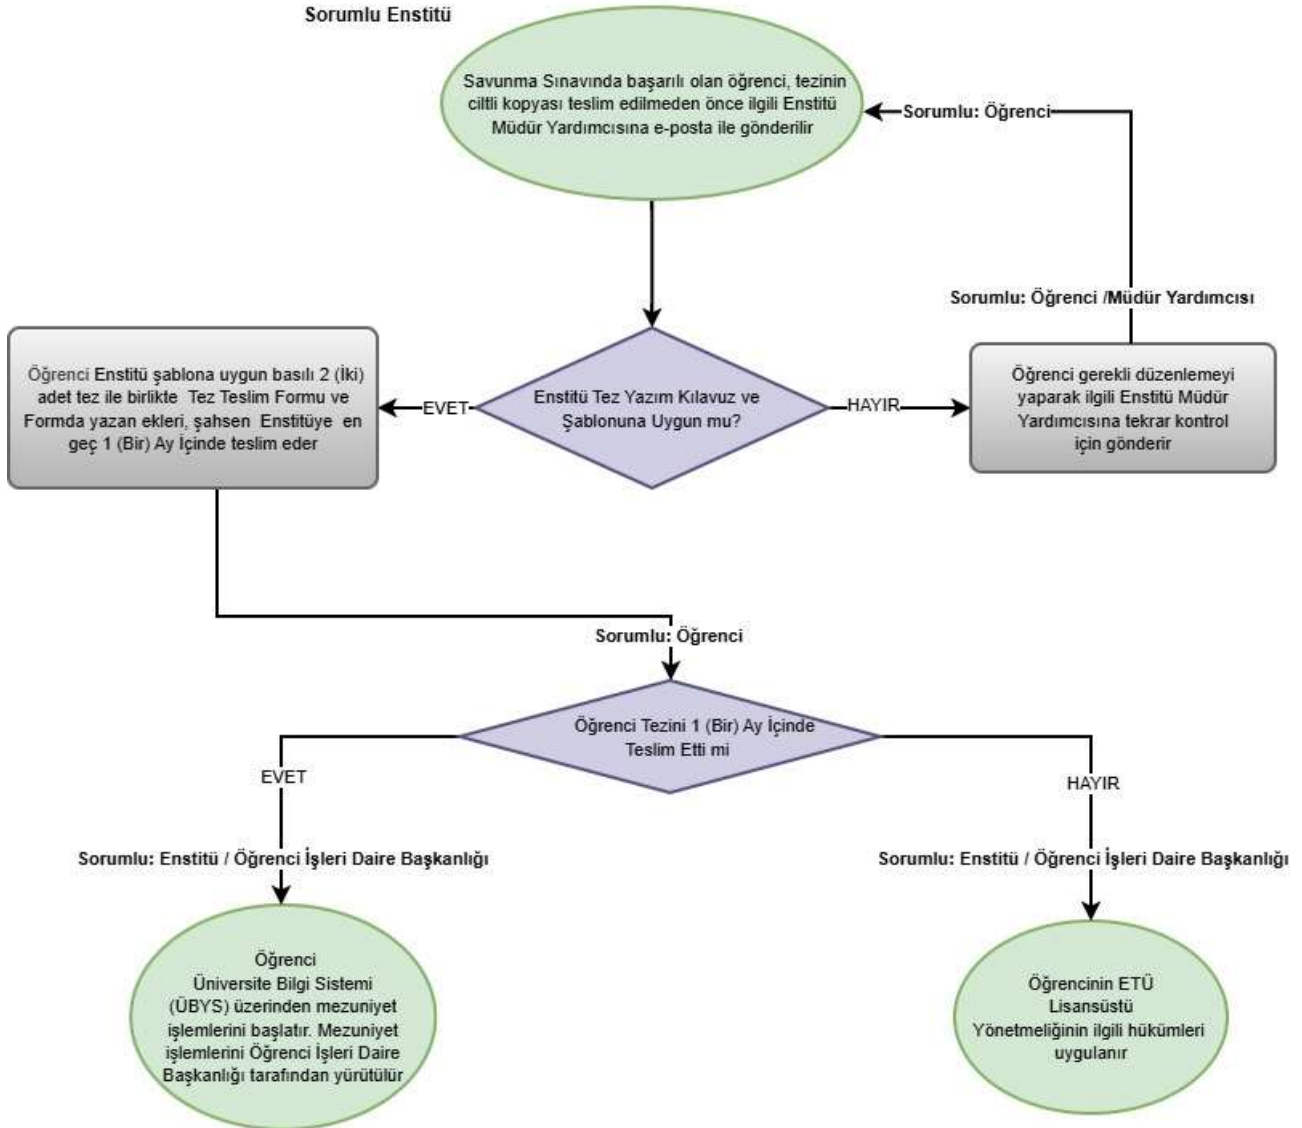 Sorumlu Enstitü
Savunma Sınavında başarılı olan öğrenci, tezinin
ciltli kopyası teslim edilmeden önce ilgili Enstitü
Müdür Yardımcısına e-posta ile gönderilir
Sorumlu: Öğrenci
Sorumlu: Öğrenci /Müdür Yardımcısı
Öğrenci Enstitü şablona uygun basılı 2 (İki)
adet tez ile birlikte Tez Teslim Formu ve
Formda yazan ekleri, şahsen Enstitüye en
geç 1 (Bir) Ay İçinde teslim eder
EVET
Enstitü Tez Yazım Kılavuz ve
Şablonuna Uygun mu?
HAYIR
Öğrenci gerekli düzenlemeyi
yaparak ilgili Enstitü Müdür
Yardımcısına tekrar kontrol
için gönderir
Sorumlu: Öğrenci
Öğrenci Tezini 1 (Bir) Ay İçinde
Teslim Etti mi
EVET
HAYIR
Sorumlu: Enstitü / Öğrenci İşleri Daire Başkanlığı
Sorumlu: Enstitü / Öğrenci İşleri Daire Başkanlığı
Öğrenci
Üniversite Bilgi Sistemi
(ÜBYS) üzerinden mezuniyet
işlemlerini başlatır. Mezuniyet
işlemlerini Öğrenci İşleri Daire
Başkanlığı tarafından yürütülür
Öğrencinin ETÜ
Lisansüstü
Yönetmeliğinin ilgili hükümleri
uygulanır